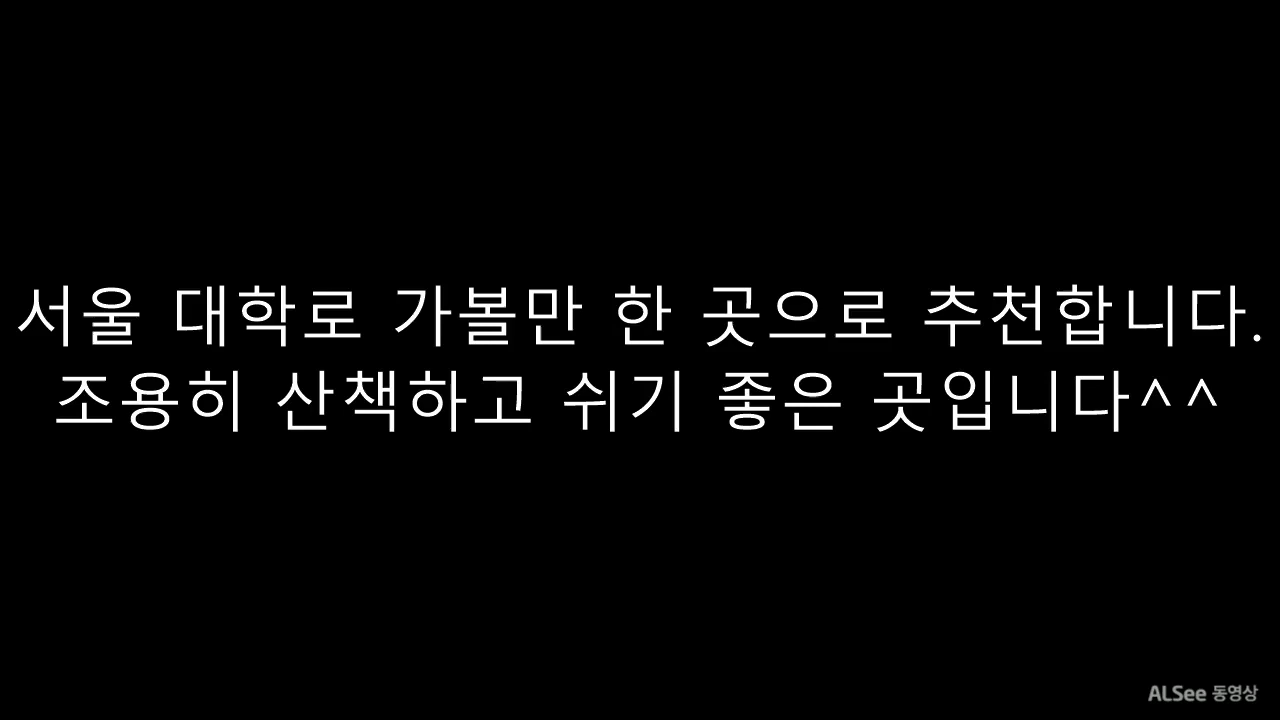 서울 대학로 가볼만 한 곳으로 추천합니다.
조용히 산책하고 쉬기 좋은 곳입니다^^
ALSee 동영상